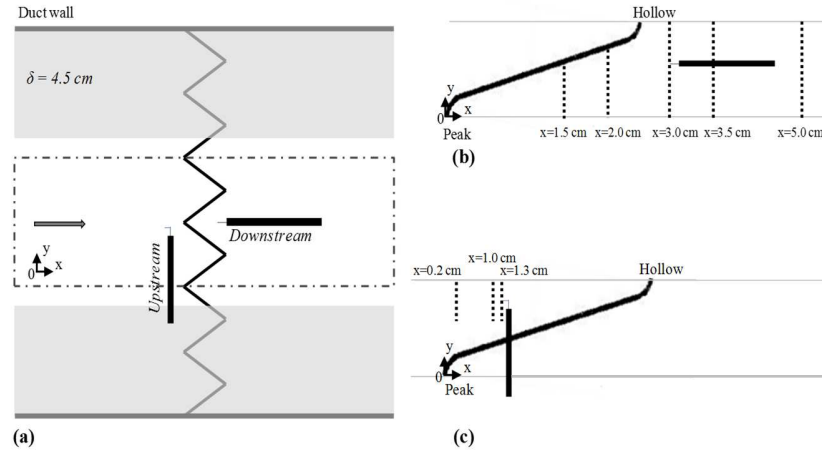 Duct wall
δ = 4.5 cm
Upstream
Downstream
y
0
x
(a)
Hollow
y
0
x
Peak
x=1.5 cm
x=2.0 cm
x=3.0 cm
x=3.5 cm
x=5.0 cm
(b)
x=0.2 cm
x=1.0 cm
x=1.3 cm
Hollow
y
0
x
Peak
(c)